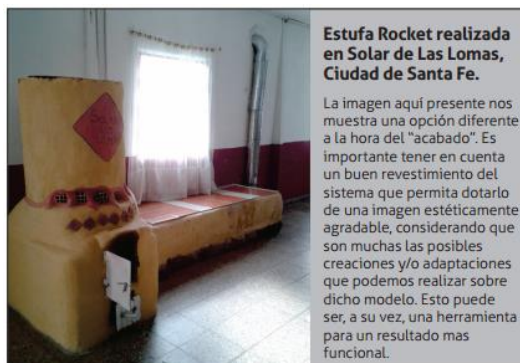 Estufa Rocket realizada
en Solar de Las Lomas,
Ciudad de Santa Fe.
La imagen aquí presente nos
muestra una opción diferente
a la hora del “acabado”. Es
importante tener en cuenta
un buen revestimiento del
sistema que permita dotarlo
de una imagen estéticamente
agradable, considerando que
son muchas las posibles
creaciones y/o adaptaciones
que podemos realizar sobre
dicho modelo. Esto puede
ser, a su vez, una herramienta
para un resultado mas
funcional.